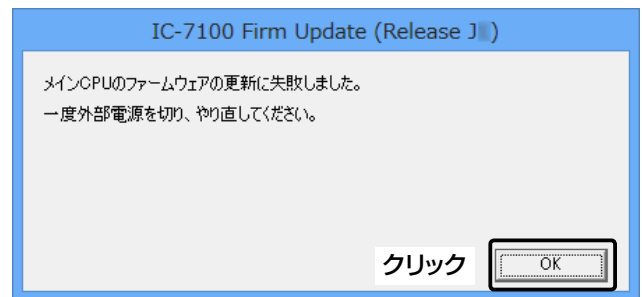 IC-7100 Firm Update (Release J )
メインCPUのファームウェアの更新に失敗しました。
一度外部電源を切り、やり直してください。
クリック
OK